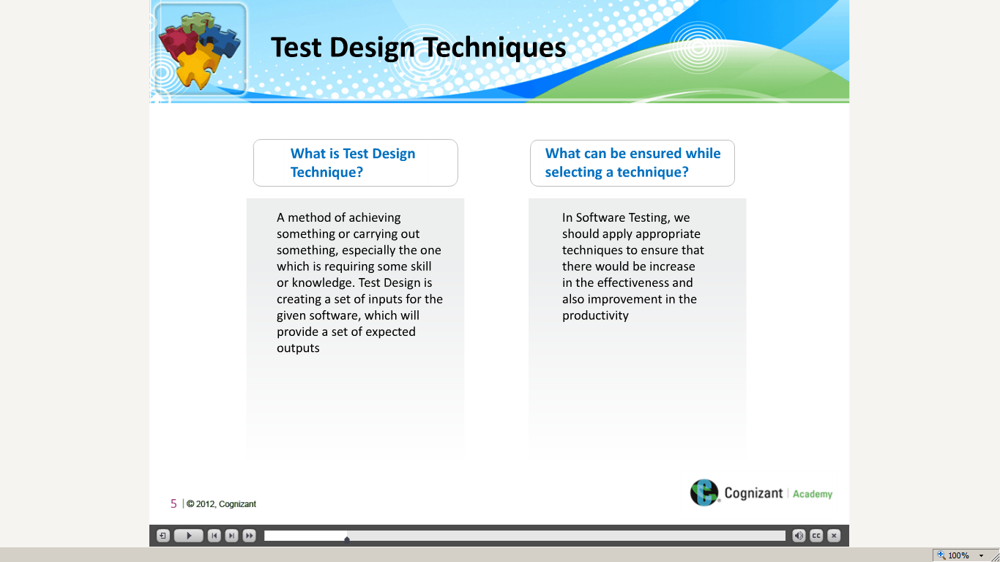 Test Design Techniques
What is Test Design
Technique?
A method of achieving
something or carrying out
something, especially the one
which is requiring some skill
or knowledge. Test Design is
creating a set of inputs for the
given software, which will
provide a set of expected
outputs
What can be ensured while
selecting a technique?
In Software Testing, we
should apply appropriate
techniques to ensure that
there would be increase
in the effectiveness and
also improvement in the
productivity
5 | © 2012, Cognizant
Cognizant | Academy
CC
100%